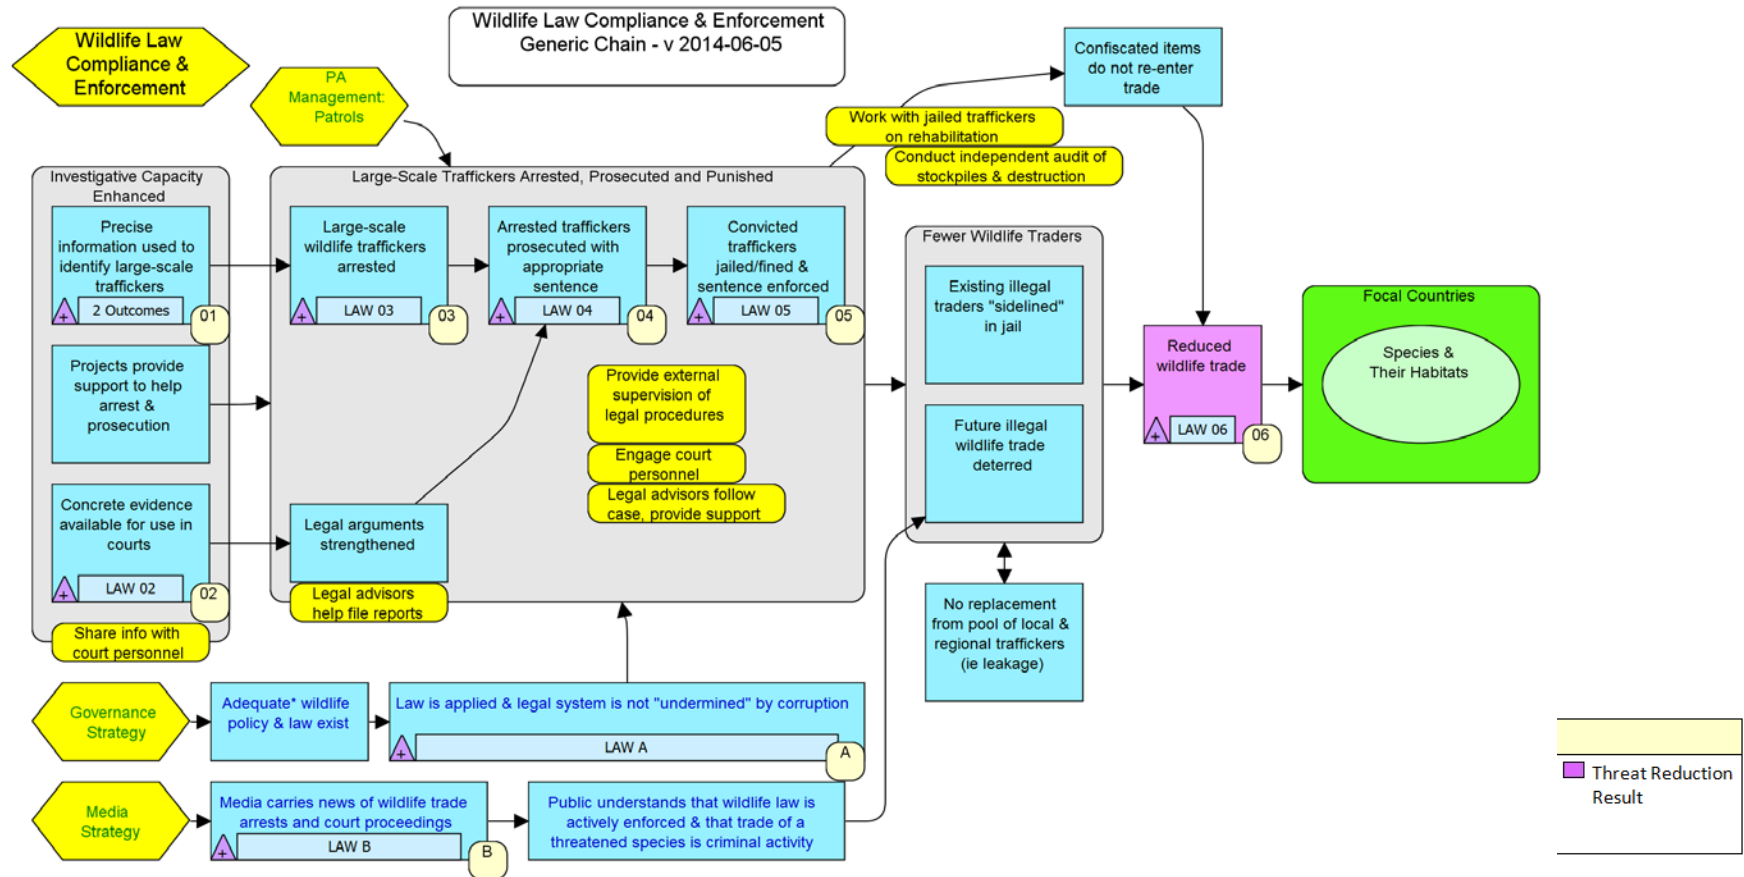 Wildlife Law
Compliance &
Enforcement
Wildlife Law Compliance & Enforcement
Generic Chain - v 2014-06-05
PA
Management:
Patrols
Confiscated items
do not re-enter
trade
Work with jailed traffickers
on rehabilitation
Conduct independent audit of
stockpiles & destruction
Investigative Capacity
Enhanced
Precise
information used to
identify large-scale
traffickers
2 Outcomes
01
Projects provide
support to help
arrest &
prosecution
Concrete evidence
available for use in
courts
LAW 02
02
Share info with
court personnel
Large-Scale Traffickers Arrested, Prosecuted and Punished
Large-scale
wildlife traffickers
arrested
LAW 03
03
Arrested traffickers
prosecuted with
appropriate
sentence
LAW 04
04
Convicted
traffickers
jailed/fined &
sentence enforced
LAW 05
05
Provide external
supervision of
legal procedures
Engage court
personnel
Legal advisors follow
case, provide support
Legal arguments
strengthened
Legal advisors
help file reports
Fewer Wildlife Traders
Existing illegal
traders "sidelined"
in jail
Future illegal
wildlife trade
deterred
No replacement
from pool of local &
regional traffickers
(ie leakage)
Reduced
wildlife trade
LAW 06
06
Focal Countries
Species &
Their Habitats
Governance
Strategy
Adequate* wildlife
policy & law exist
Law is applied & legal system is not "undermined" by corruption
LAW A
A
Media
Strategy
Media carries news of wildlife trade
arrests and court proceedings
LAW B
B
Public understands that wildlife law is
actively enforced & that trade of a
threatened species is criminal activity
Threat Reduction
Result